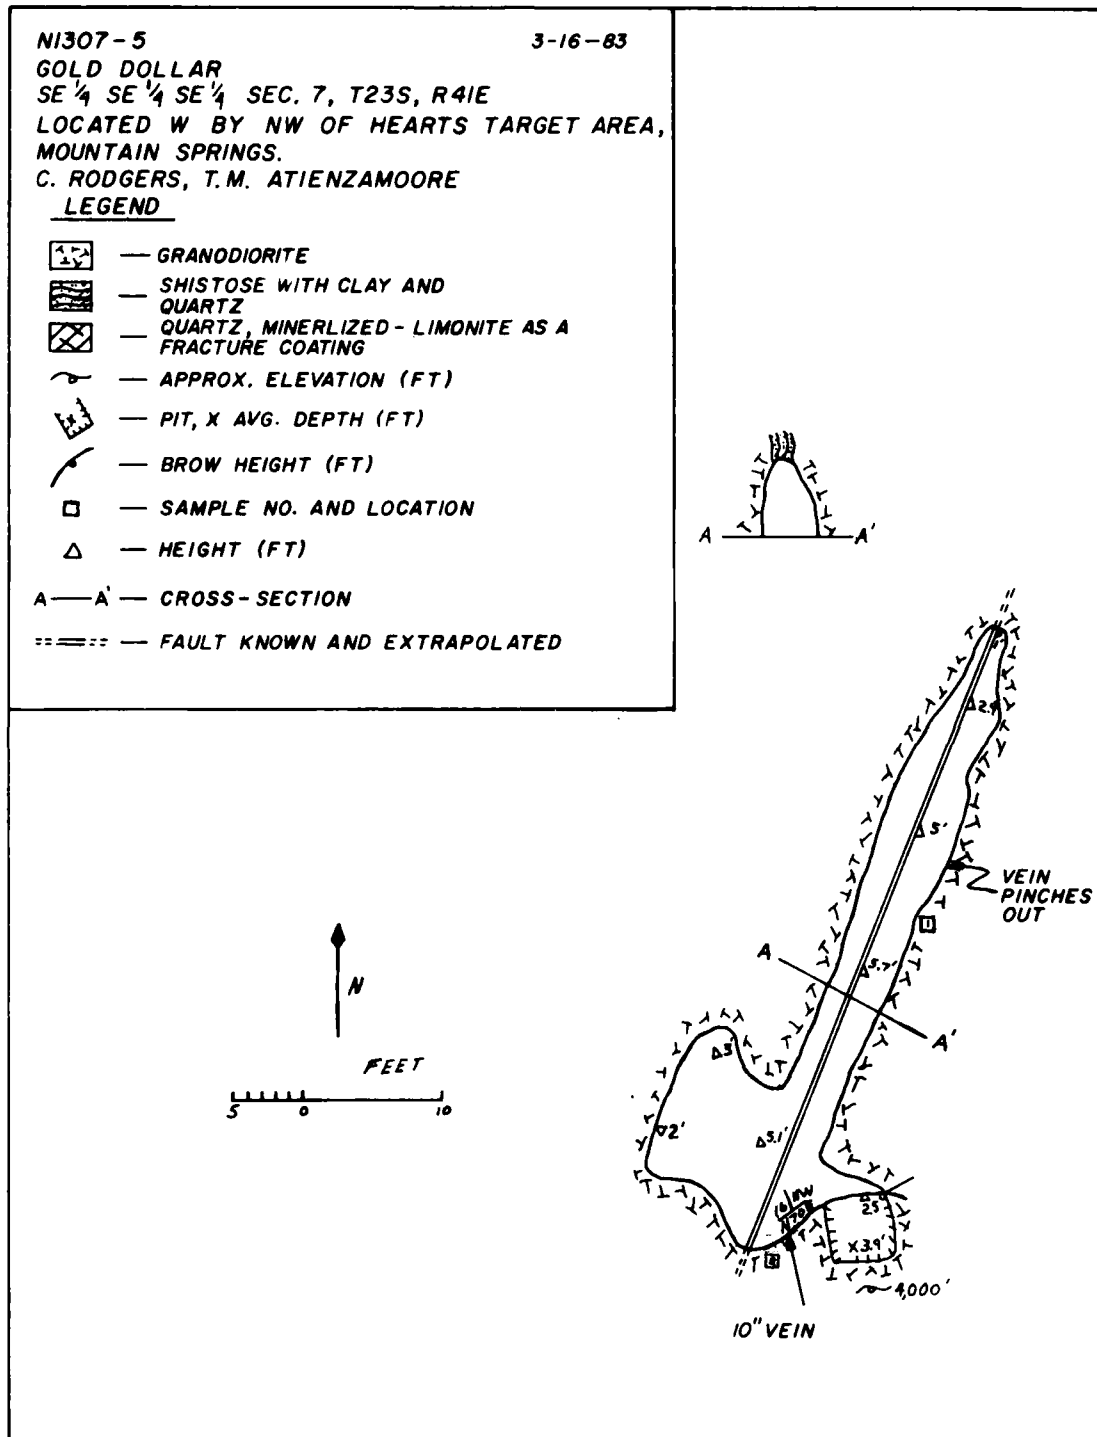 N1307-5 3-16-83
GOLD DOLLAR
SE 1/4 SE 1/4 SE 1/4 SEC. 7, T23S, R41E
LOCATED W BY NW OF HEARTS TARGET AREA,
MOUNTAIN SPRINGS.
C. RODGERS, T.M. ATIENZAMOORE
LEGEND
— GRANODIORITE
— SHISTOSE WITH CLAY AND
QUARTZ
— QUARTZ, MINERLIZED - LIMONITE AS A
FRACTURE COATING
— APPROX. ELEVATION (FT)
— PIT, X AVG. DEPTH (FT)
— BROW HEIGHT (FT)
— SAMPLE NO. AND LOCATION
— HEIGHT (FT)
A — A' — CROSS-SECTION
— FAULT KNOWN AND EXTRAPOLATED
A A'
5'
VEIN
PINCHES
OUT
1
A
5.7'
A'
N
FEET
5 0 10
3'
2'
5.1'
X 3.9'
4,000'
10" VEIN